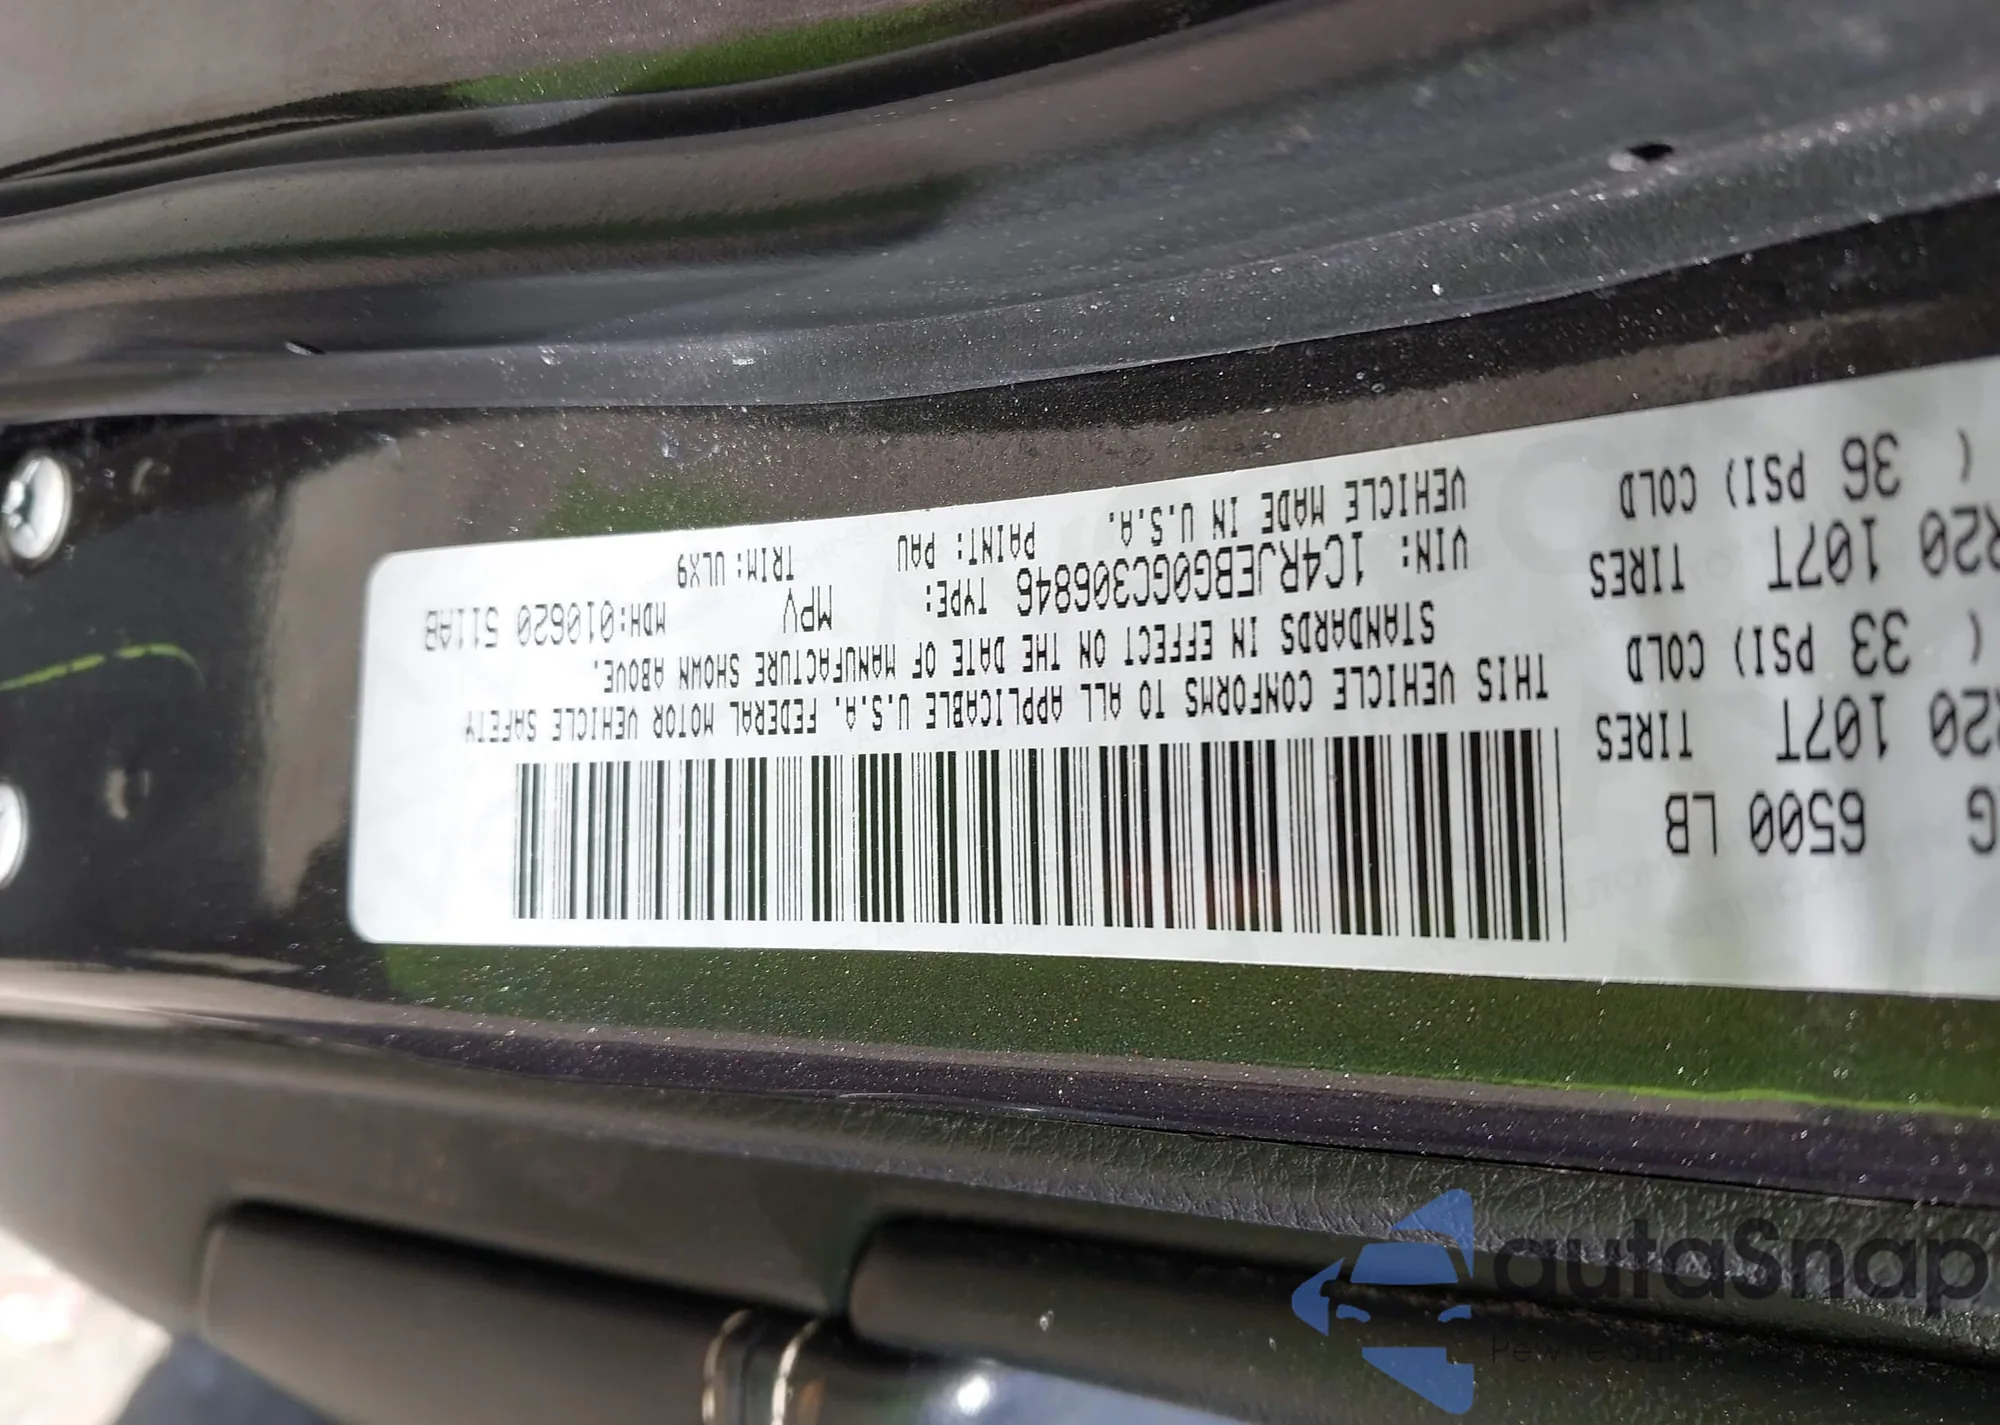 G 6500 LB
R20 107T TIRES
( 33 PSI) COLD
R20 107T TIRES
( 36 PSI) COLD
THIS VEHICLE CONFORMS TO ALL APPLICABLE U.S.A. FEDERAL MOTOR VEHICLE SAFETY
STANDARDS IN EFFECT ON THE DATE OF MANUFACTURE SHOWN ABOVE.
VIN: 1C4RJEBG0GC306846 TYPE: MPV MDH:010620 511AB
VEHICLE MADE IN U.S.A. PAINT: PAU TRIM:ULX9
autaSnap
Pewne